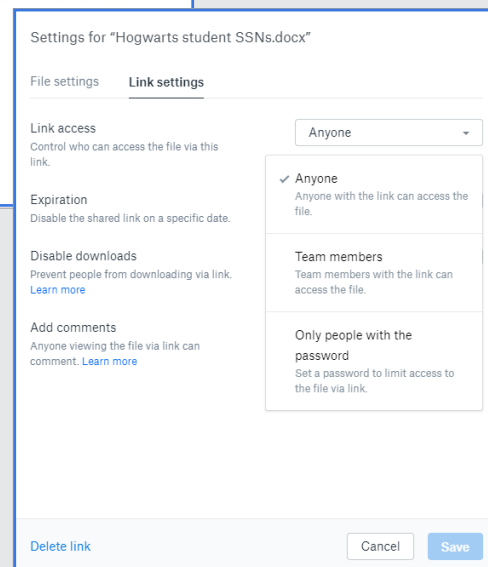 Settings for “Hogwarts student SSNs.docx”
File settings
Link settings
Link access
Control who can access the file via this
link.
Anyone
Anyone
Anyone with the link can access the
file.
Expiration
Disable the shared link on a specific date.
Disable downloads
Prevent people from downloading via link.
Learn more
Team members
Team members with the link can
access the file.
Add comments
Anyone viewing the file via link can
comment. Learn more
Only people with the
password
Set a password to limit access to
the file via link.
Delete link
Cancel
Save